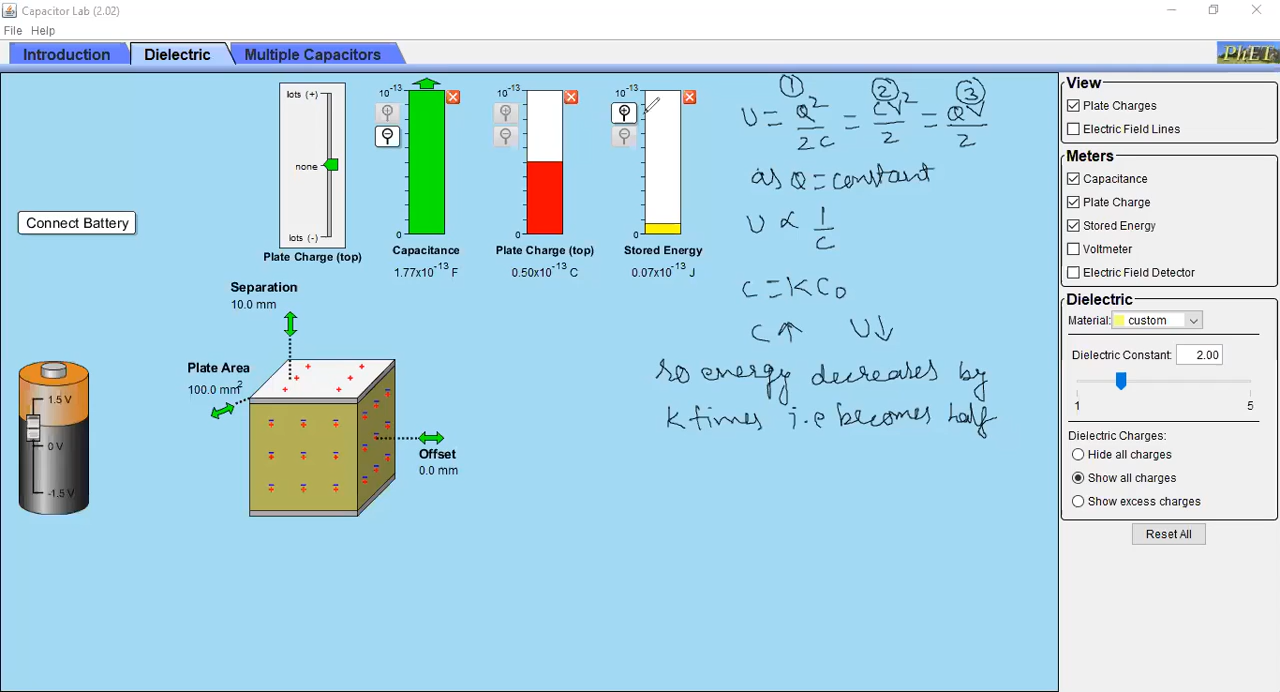 Capacitor Lab (2.02)
File Help
Introduction Dielectric Multiple Capacitors
PhET
lots (+)
none
lots (-)
Plate Charge (top)
10⁻¹³
0
Capacitance
1.77x10⁻¹³ F
10⁻¹³
0
Plate Charge (top)
0.50x10⁻¹³ C
10⁻¹³
0
Stored Energy
0.07x10⁻¹³ J
Connect Battery
Separation
10.0 mm
Plate Area
100.0 mm²
Offset
0.0 mm
1.5 V
0 V
-1.5 V
① ② ③
U = Q²/2C = CV²/2 = QV/2
as Q = constant
U ∝ 1/C
C = KC₀
C↑ U↓
so energy decreases by
K times i.e becomes half
View
Plate Charges
Electric Field Lines
Meters
Capacitance
Plate Charge
Stored Energy
Voltmeter
Electric Field Detector
Dielectric
Material: custom
Dielectric Constant: 2.00
1 5
Dielectric Charges:
Hide all charges
Show all charges
Show excess charges
Reset All